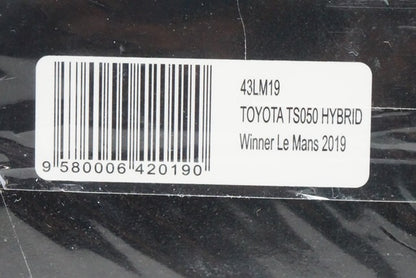 43LM19
TOYOTA TS050 HYBRID
Winner Le Mans 2019
9 580006 420190